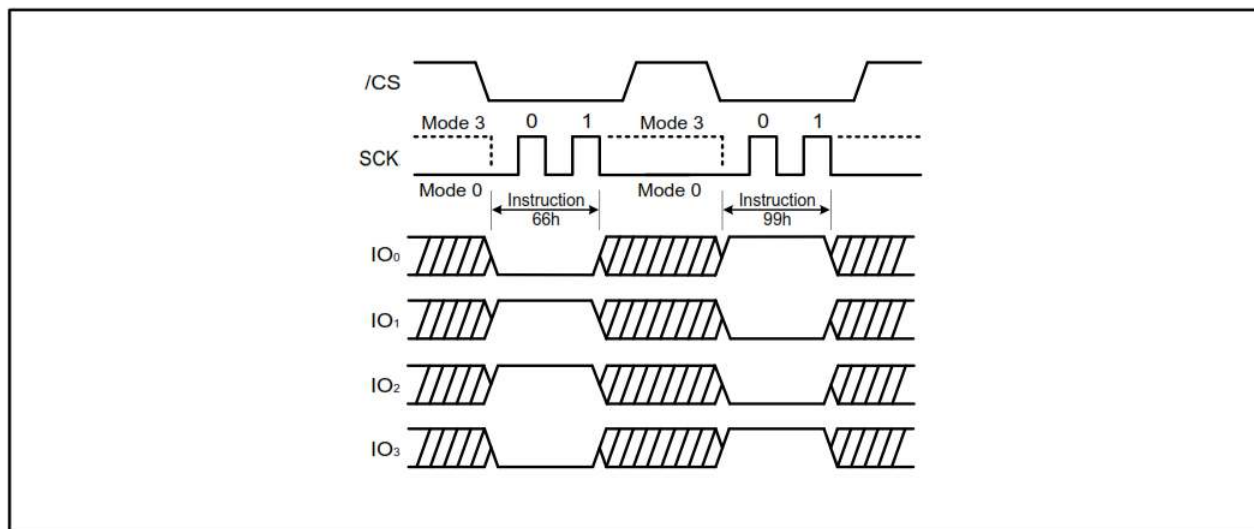 /CS
Mode 3 0 1 Mode 3 0 1
SCK
Mode 0 Instruction Mode 0 Instruction
66h 99h
IO₀
IO₁
IO₂
IO₃